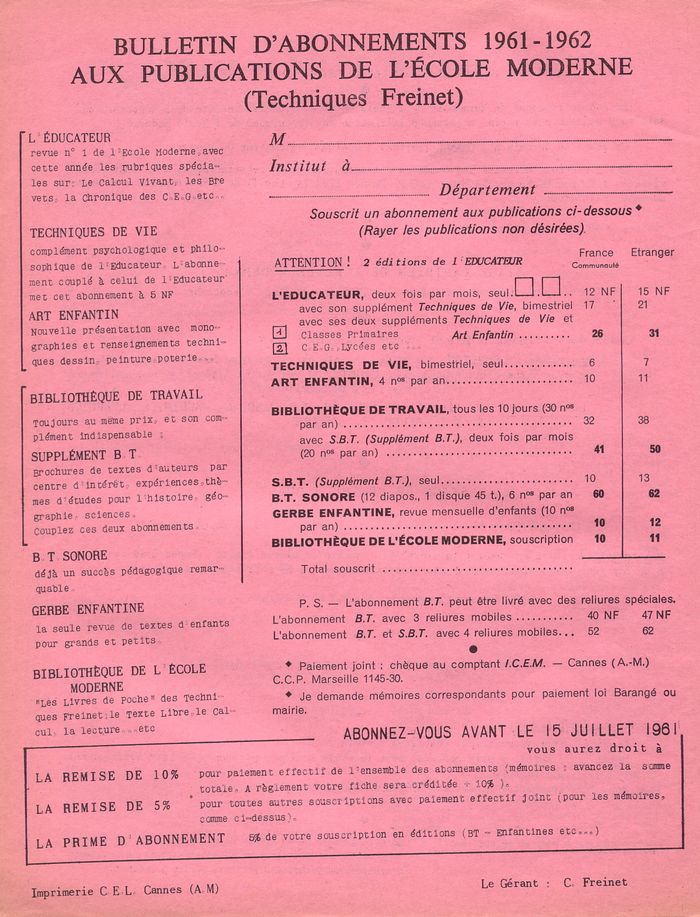 BULLETIN D'ABONNEMENTS 1961-1962
AUX PUBLICATIONS DE L'ÉCOLE MODERNE
(Techniques Freinet)
L'ÉDUCATEUR
revue n° 1 de l'Ecole Moderne, avec
cette année les rubriques spécia-
les sur: Le Calcul Vivant, les Bre
vets, la Chronique des C.E.G etc...
TECHNIQUES DE VIE
complément psychologique et philo-
sophique de l'Educateur. L'abonne-
ment couplé à celui de l'Educateur
met cet abonnement à 5 NF
ART ENFANTIN
Nouvelle présentation avec mono-
graphies et renseignements techni-
ques dessin, peinture, poterie...
BIBLIOTHÈQUE DE TRAVAIL
Toujours au même prix, et son com-
plément indispensable :
SUPPLÉMENT B.T.
Brochures de textes d'auteurs par
centre d'intérêt, expériences, thè-
mes d'études pour l'histoire, géo-
graphie, sciences.
Couplez ces deux abonnements.
B.T. SONORE
déjà un succès pédagogique remar-
quable.
GERBE ENFANTINE
la seule revue de textes d'enfants
pour grands et petits.
BIBLIOTHÈQUE DE L'ÉCOLE
MODERNE
"Les Livres de Poche" des Techni-
ques Freinet: le Texte Libre, le Cal-
cul, la lecture...etc
M
Institut à
Département
Souscrit un abonnement aux publications ci-dessous ◆
(Rayer les publications non désirées).
ATTENTION! 2 éditions de L'EDUCATEUR France Communauté Etranger
L'EDUCATEUR, deux fois par mois, seul. .. 12 NF 15 NF
avec son supplément Techniques de Vie, bimestriel 17 21
avec ses deux suppléments Techniques de Vie et
1 Classes Primaires Art Enfantin .......... 26 31
2 C.E.G. Lycées etc ...
TECHNIQUES DE VIE, bimestriel, seul............. 6 7
ART ENFANTIN, 4 nos par an....................... 10 11
BIBLIOTHÈQUE DE TRAVAIL, tous les 10 jours (30 nos
par an) .......................................... 32 38
avec S.B.T. (Supplément B.T.), deux fois par mois
(20 nos par an) .................................. 41 50
S.B.T. (Supplément B.T.), seul.................... 10 13
B.T. SONORE (12 diapos., 1 disque 45 t.), 6 nos par an 60 62
GERBE ENFANTINE, revue mensuelle d'enfants (10 nos
par an) .......................................... 10 12
BIBLIOTHÈQUE DE L'ÉCOLE MODERNE, souscription 10 11
Total souscrit ..................................
P. S. — L'abonnement B.T. peut être livré avec des reliures spéciales.
L'abonnement B.T. avec 3 reliures mobiles ........... 40 NF 47 NF
L'abonnement B.T. et S.B.T. avec 4 reliures mobiles... 52 62
◆ Paiement joint : chèque au comptant I.C.E.M. — Cannes (A.-M.)
C.C.P. Marseille 1145-30.
◆ Je demande mémoires correspondants pour paiement loi Barangé ou
mairie.
ABONNEZ-VOUS AVANT LE 15 JUILLET 1961
vous aurez droit à
LA REMISE DE 10% pour paiement effectif de l'ensemble des abonnements (mémoires : avancez la somme
totale. A règlement votre fiche sera créditée + 10% ).
LA REMISE DE 5% pour toutes autres souscriptions avec paiement effectif joint (pour les mémoires,
comme ci-dessus).
LA PRIME D'ABONNEMENT 5% de votre souscription en éditions (BT - Enfantines etc...)
Imprimerie C.E.L. Cannes (A.M) Le Gérant : C. Freinet